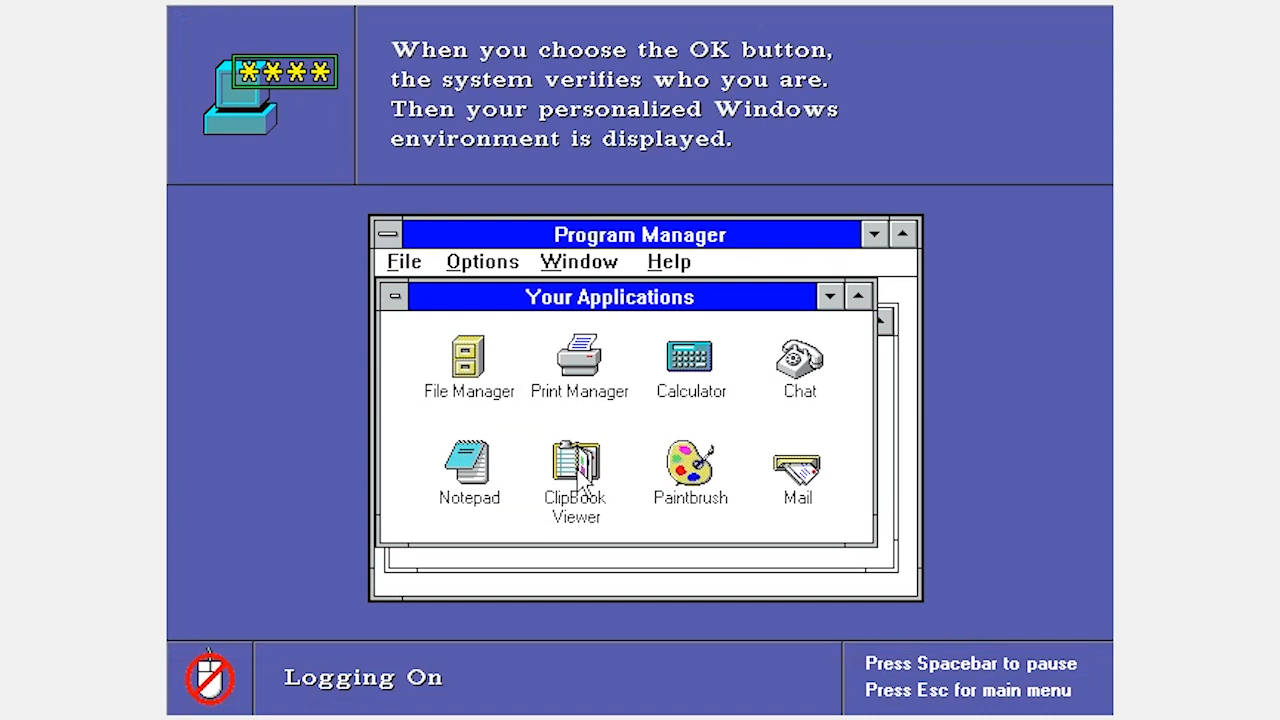 ****
When you choose the OK button,
the system verifies who you are.
Then your personalized Windows
environment is displayed.
Program Manager
File Options Window Help
Your Applications
File Manager Print Manager Calculator Chat
Notepad ClipBook Viewer Paintbrush Mail
Logging On
Press Spacebar to pause
Press Esc for main menu